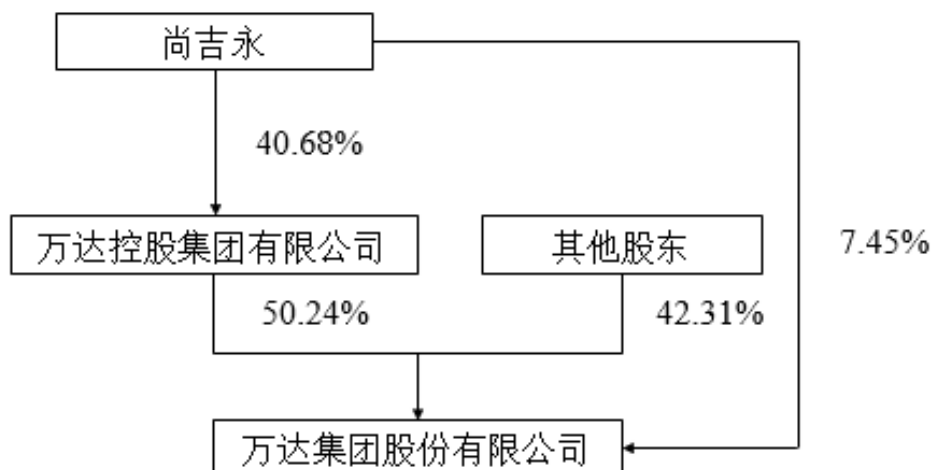 尚吉永
40.68%
万达控股集团有限公司
其他股东
7.45%
50.24%
42.31%
万达集团股份有限公司